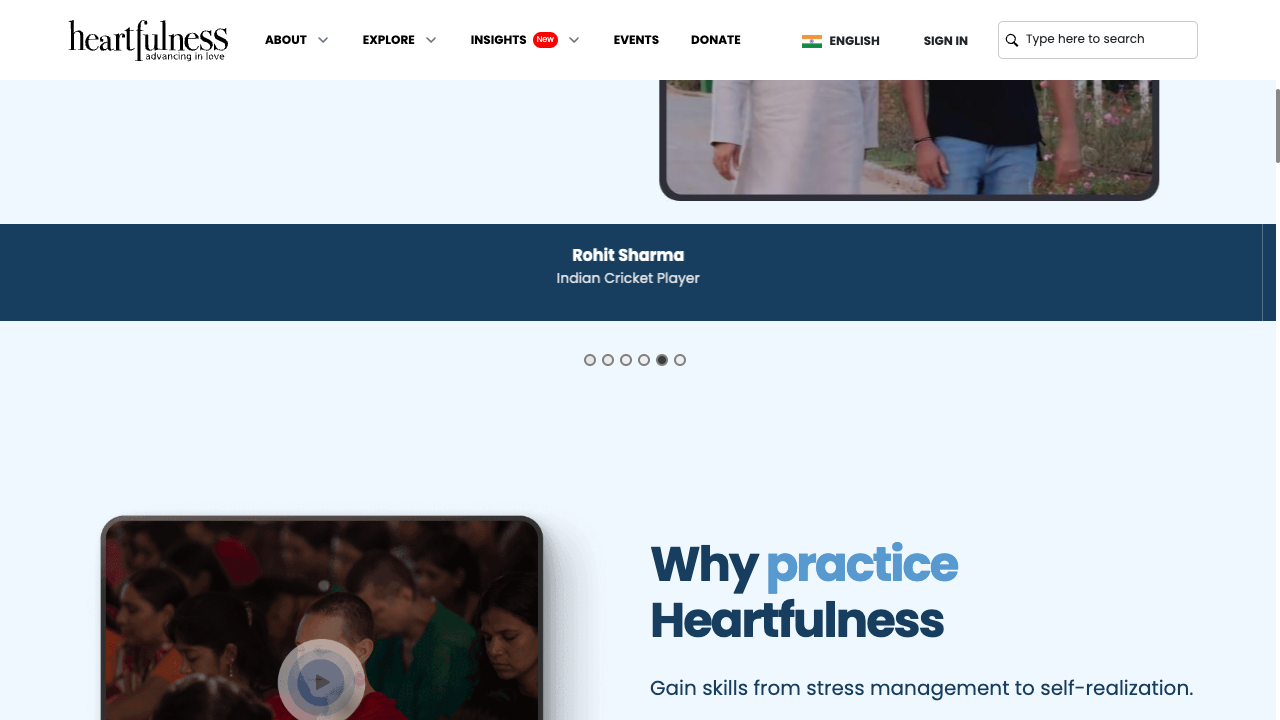 heartfulness
advancing in love
ABOUT
EXPLORE
INSIGHTS New
EVENTS
DONATE
ENGLISH
SIGN IN
Type here to search
Rohit Sharma
Indian Cricket Player
Why practice
Heartfulness
Gain skills from stress management to self-realization.